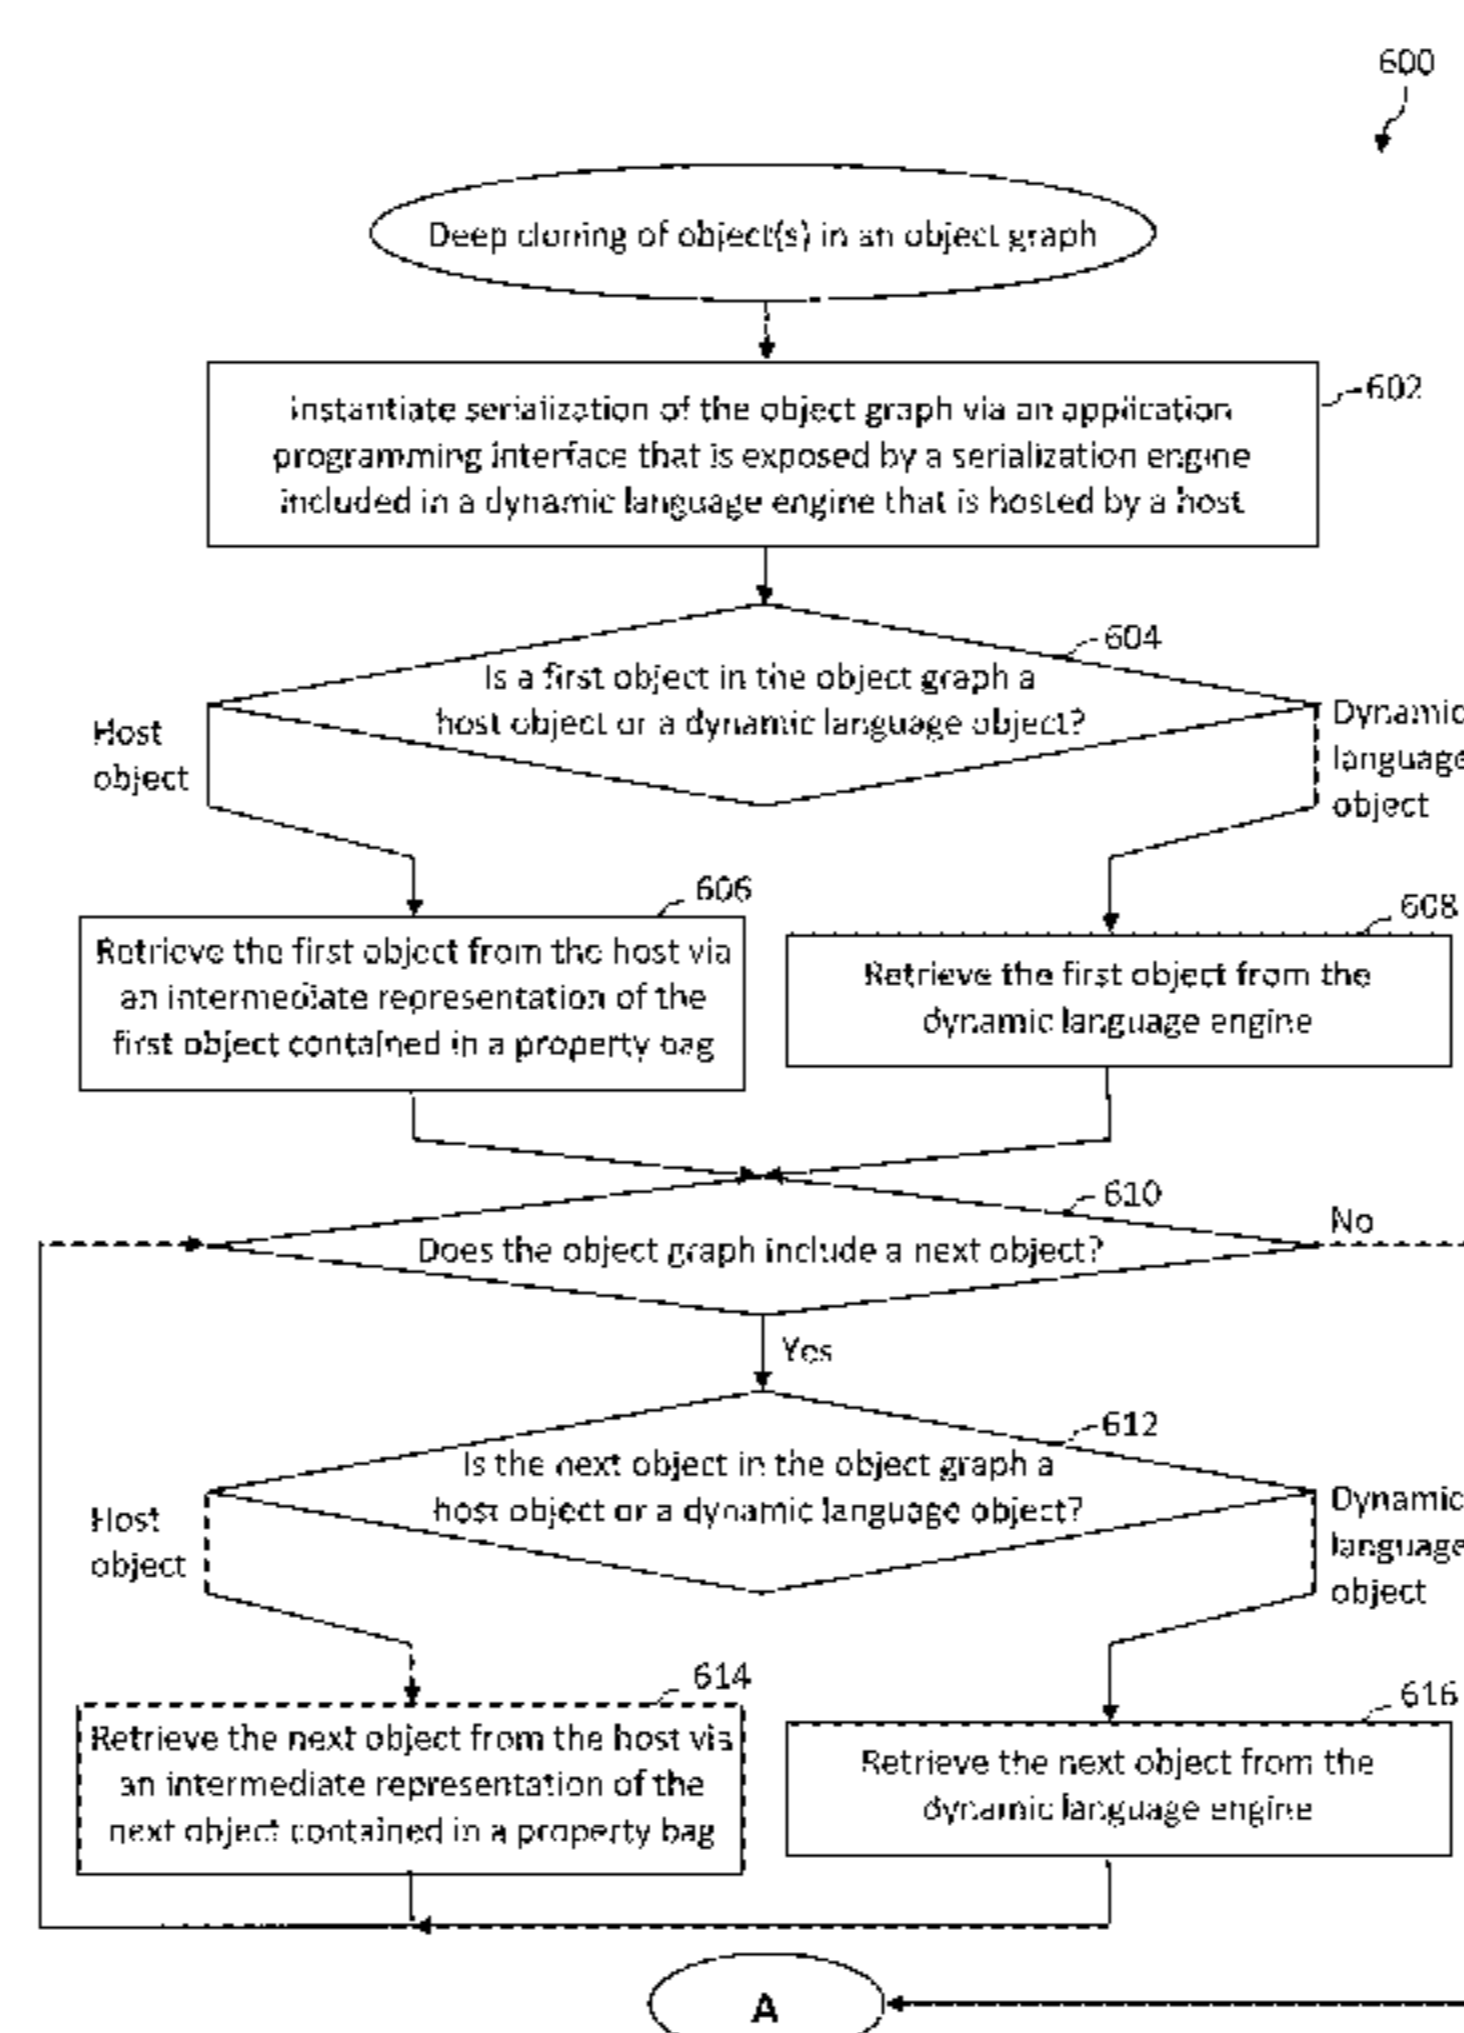 600
Deep cloning of object(s) in an object graph
602
instantiate serialization of the object graph via an application
programming interface that is exposed by a serialization engine
included in a dynamic language engine that is hosted by a host
604
Is a first object in the object graph a
host object or a dynamic language object?
Host
object
Dynamic
language
object
606
Retrieve the first object from the host via
an intermediate representation of the
first object contained in a property bag
608
Retrieve the first object from the
dynamic language engine
610
Does the object graph include a next object?
No
Yes
612
Is the next object in the object graph a
host object or a dynamic language object?
Host
object
Dynamic
language
object
614
Retrieve the next object from the host via
an intermediate representation of the
next object contained in a property bag
616
Retrieve the next object from the
dynamic language engine
A